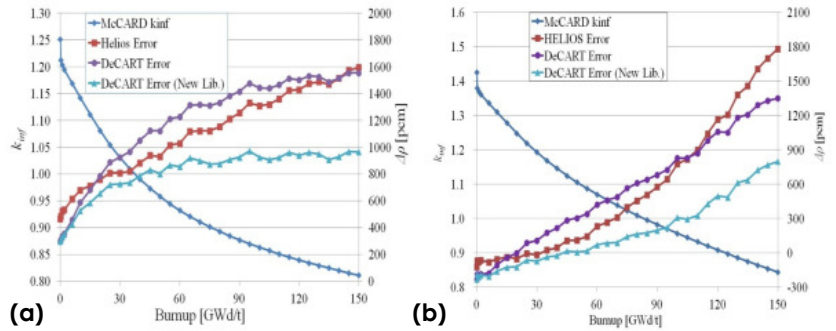 McCARD kinf
Helios Error
DeCART Error
DeCART Error (New Lib.)
1.30
1.25
1.20
1.15
1.10
1.05
1.00
0.95
0.90
0.85
0.80
k_inf
2000
1800
1600
1400
1200
1000
800
600
400
200
0
Δρ [pcm]
0 30 60 90 120 150
Burnup [GWd/t]
(a)
McCARD kinf
HELIOS Error
DeCART Error
DeCART Error (New Lib.)
1.6
1.5
1.4
1.3
1.2
1.1
1.0
0.9
0.8
k_inf
2100
1800
1500
1200
900
600
300
0
-300
Δρ [pcm]
0 30 60 90 120 150
Burnup [GWd/t]
(b)